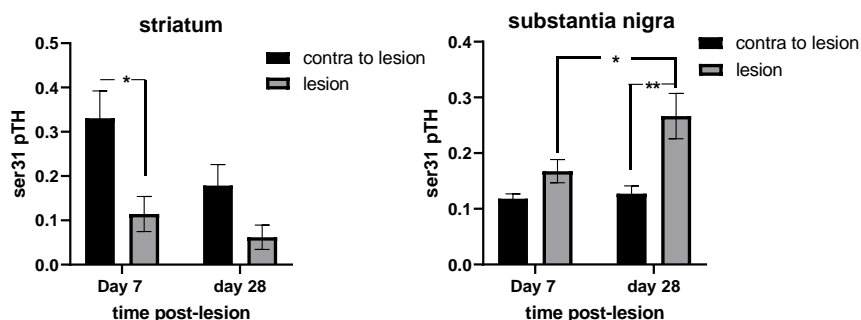 striatum
0.5
0.4
0.3
0.2
0.1
0.0
ser31 pTH
*
contra to lesion
lesion
Day 7
day 28
time post-lesion
substantia nigra
0.4
0.3
0.2
0.1
0.0
ser31 pTH
*
**
contra to lesion
lesion
Day 7
day 28
time post-lesion